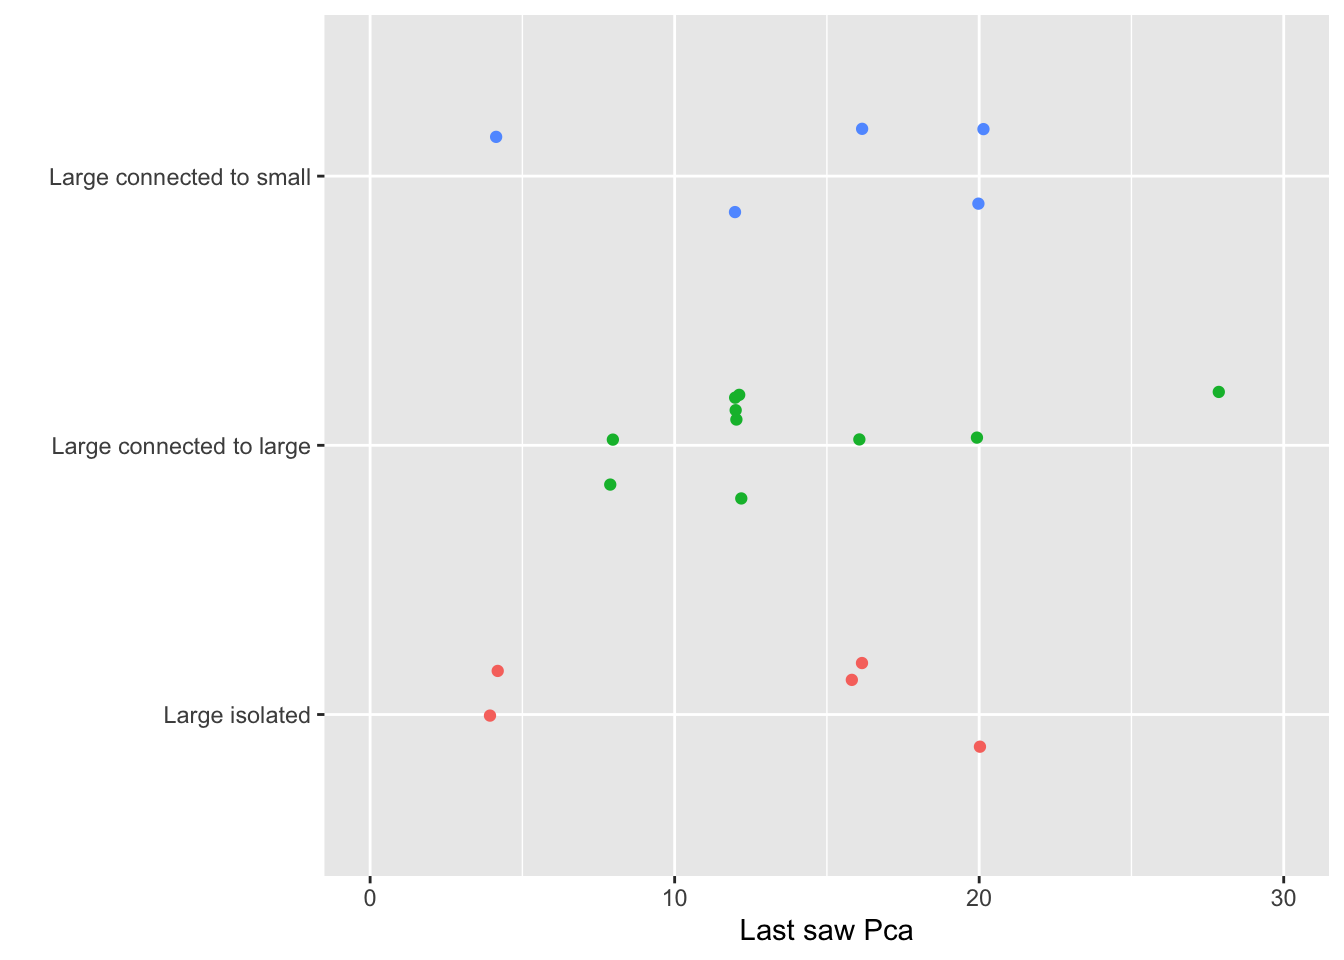 Large connected to small
Large connected to large
Large isolated
0 10 20 30
Last saw Pca